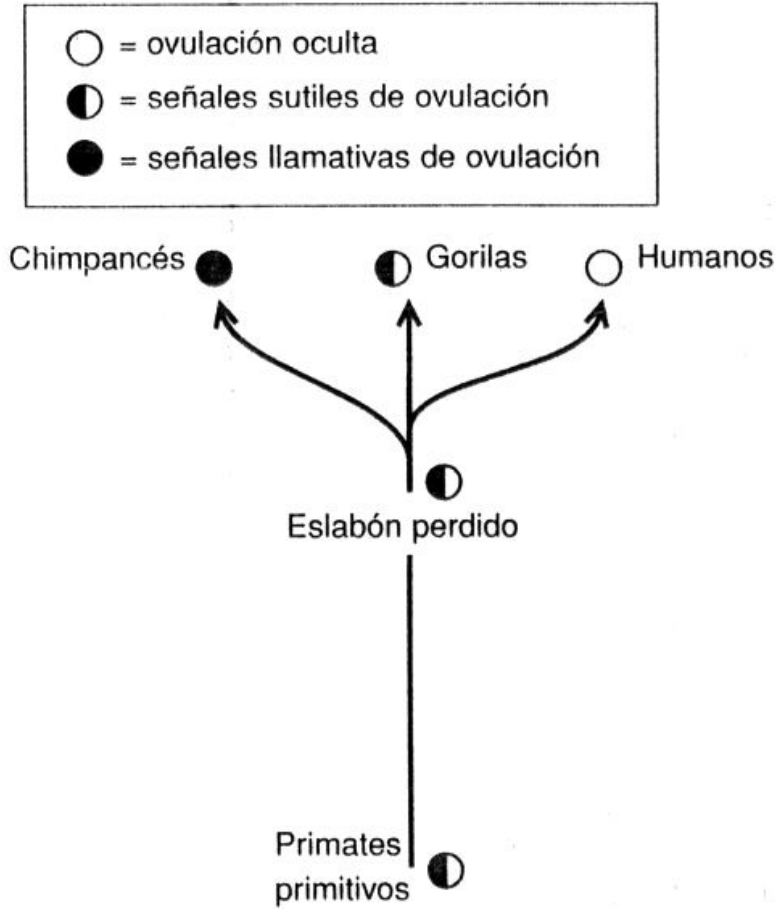 = ovulación oculta
= señales sutiles de ovulación
= señales llamativas de ovulación
Chimpancés
Gorilas
Humanos
Eslabón perdido
Primates
primitivos